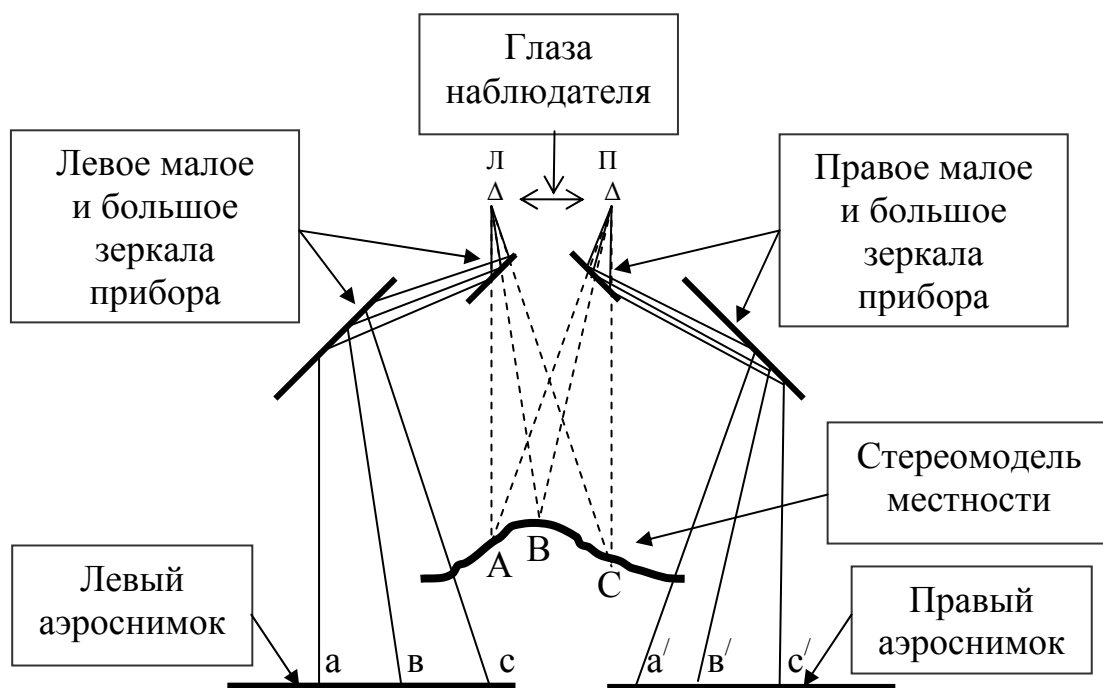 Глаза
наблюдателя
Левое малое
и большое
зеркала
прибора
Л
П
Δ
Δ
Правое малое
и большое
зеркала
прибора
Стереомодель
местности
A
B
C
Левый
аэроснимок
Правый
аэроснимок
а
в
с
а/
в/
с/